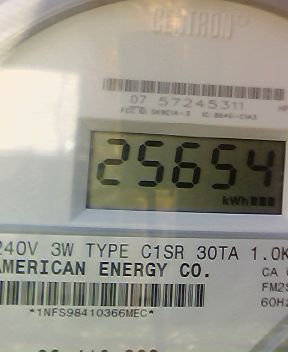 CENTRON®
07 57245311
25654
kWh
240V 3W TYPE C1SR 30TA 1.0K
AMERICAN ENERGY CO.
CA
FM2S
60Hz
*1NFS98410366MEC*